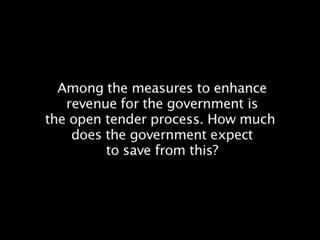 Among the measures to enhance
revenue for the government is
the open tender process. How much
does the government expect
to save from this?